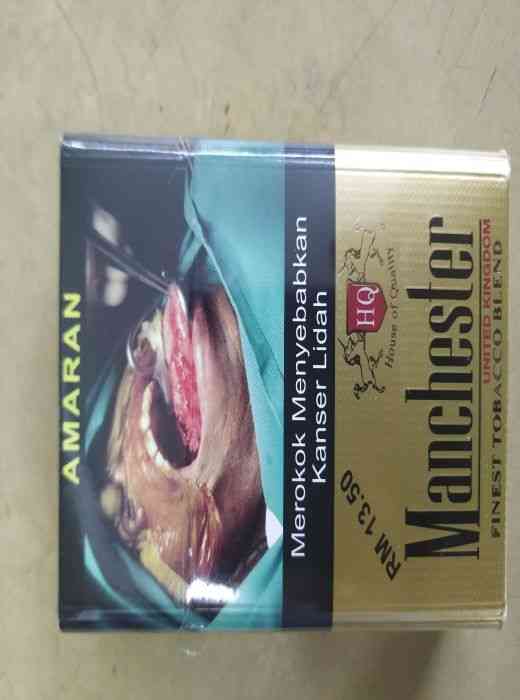 AMARAN
Merokok Menyebabkan
Kanser Lidah
HQ
House of Quality
RM 13.50
Manchester
UNITED KINGDOM
FINEST TOBACCO BLEND